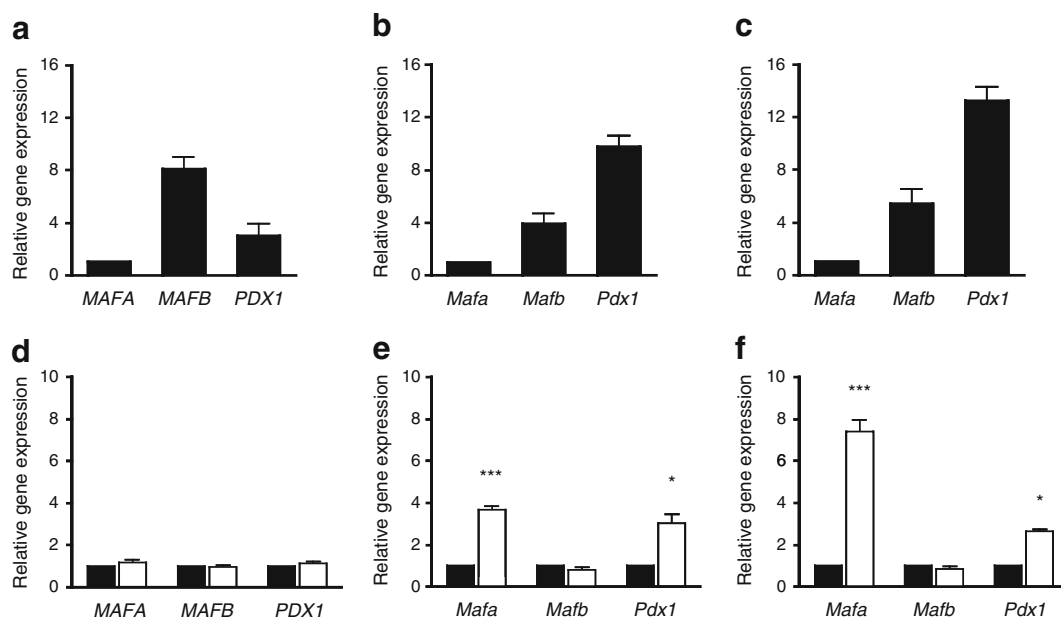 a
Relative gene expression
16
12
8
4
0
MAFA MAFB PDX1
b
Relative gene expression
16
12
8
4
0
Mafa Mafb Pdx1
c
Relative gene expression
16
12
8
4
0
Mafa Mafb Pdx1
d
Relative gene expression
10
8
6
4
2
0
MAFA MAFB PDX1
e
Relative gene expression
10
8
6
4
2
0
***
*
Mafa Mafb Pdx1
f
Relative gene expression
10
8
6
4
2
0
***
*
Mafa Mafb Pdx1